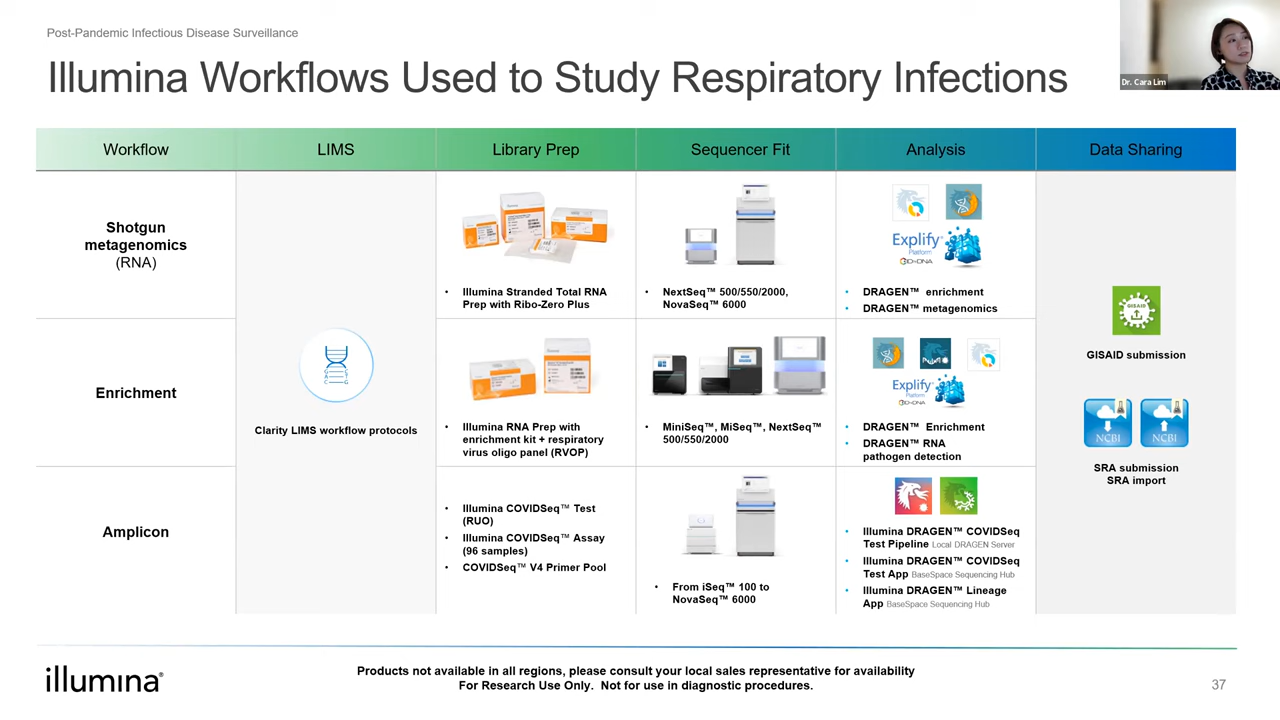 Post-Pandemic Infectious Disease Surveillance
Illumina Workflows Used to Study Respiratory Infections
Dr. Cara Lim
Workflow
LIMS
Library Prep
Sequencer Fit
Analysis
Data Sharing
Shotgun
metagenomics
(RNA)
• Illumina Stranded Total RNA
Prep with Ribo-Zero Plus
• NextSeq™ 500/550/2000,
NovaSeq™ 6000
Explify®
Platform
IDbyDNA
• DRAGEN™ enrichment
• DRAGEN™ metagenomics
Clarity LIMS workflow protocols
GISAID
GISAID submission
NCBI
NCBI
SRA submission
SRA import
Enrichment
• Illumina RNA Prep with
enrichment kit + respiratory
virus oligo panel (RVOP)
• MiniSeq™, MiSeq™, NextSeq™
500/550/2000
Explify®
Platform
IDbyDNA
• DRAGEN™ Enrichment
• DRAGEN™ RNA
pathogen detection
Amplicon
• Illumina COVIDSeq™ Test
(RUO)
• Illumina COVIDSeq™ Assay
(96 samples)
• COVIDSeq™ V4 Primer Pool
• From iSeq™ 100 to
NovaSeq™ 6000
• Illumina DRAGEN™ COVIDSeq
Test Pipeline Local DRAGEN Server
• Illumina DRAGEN™ COVIDSeq
Test App BaseSpace Sequencing Hub
• Illumina DRAGEN™ Lineage
App BaseSpace Sequencing Hub
illumina®
Products not available in all regions, please consult your local sales representative for availability
For Research Use Only. Not for use in diagnostic procedures.
37